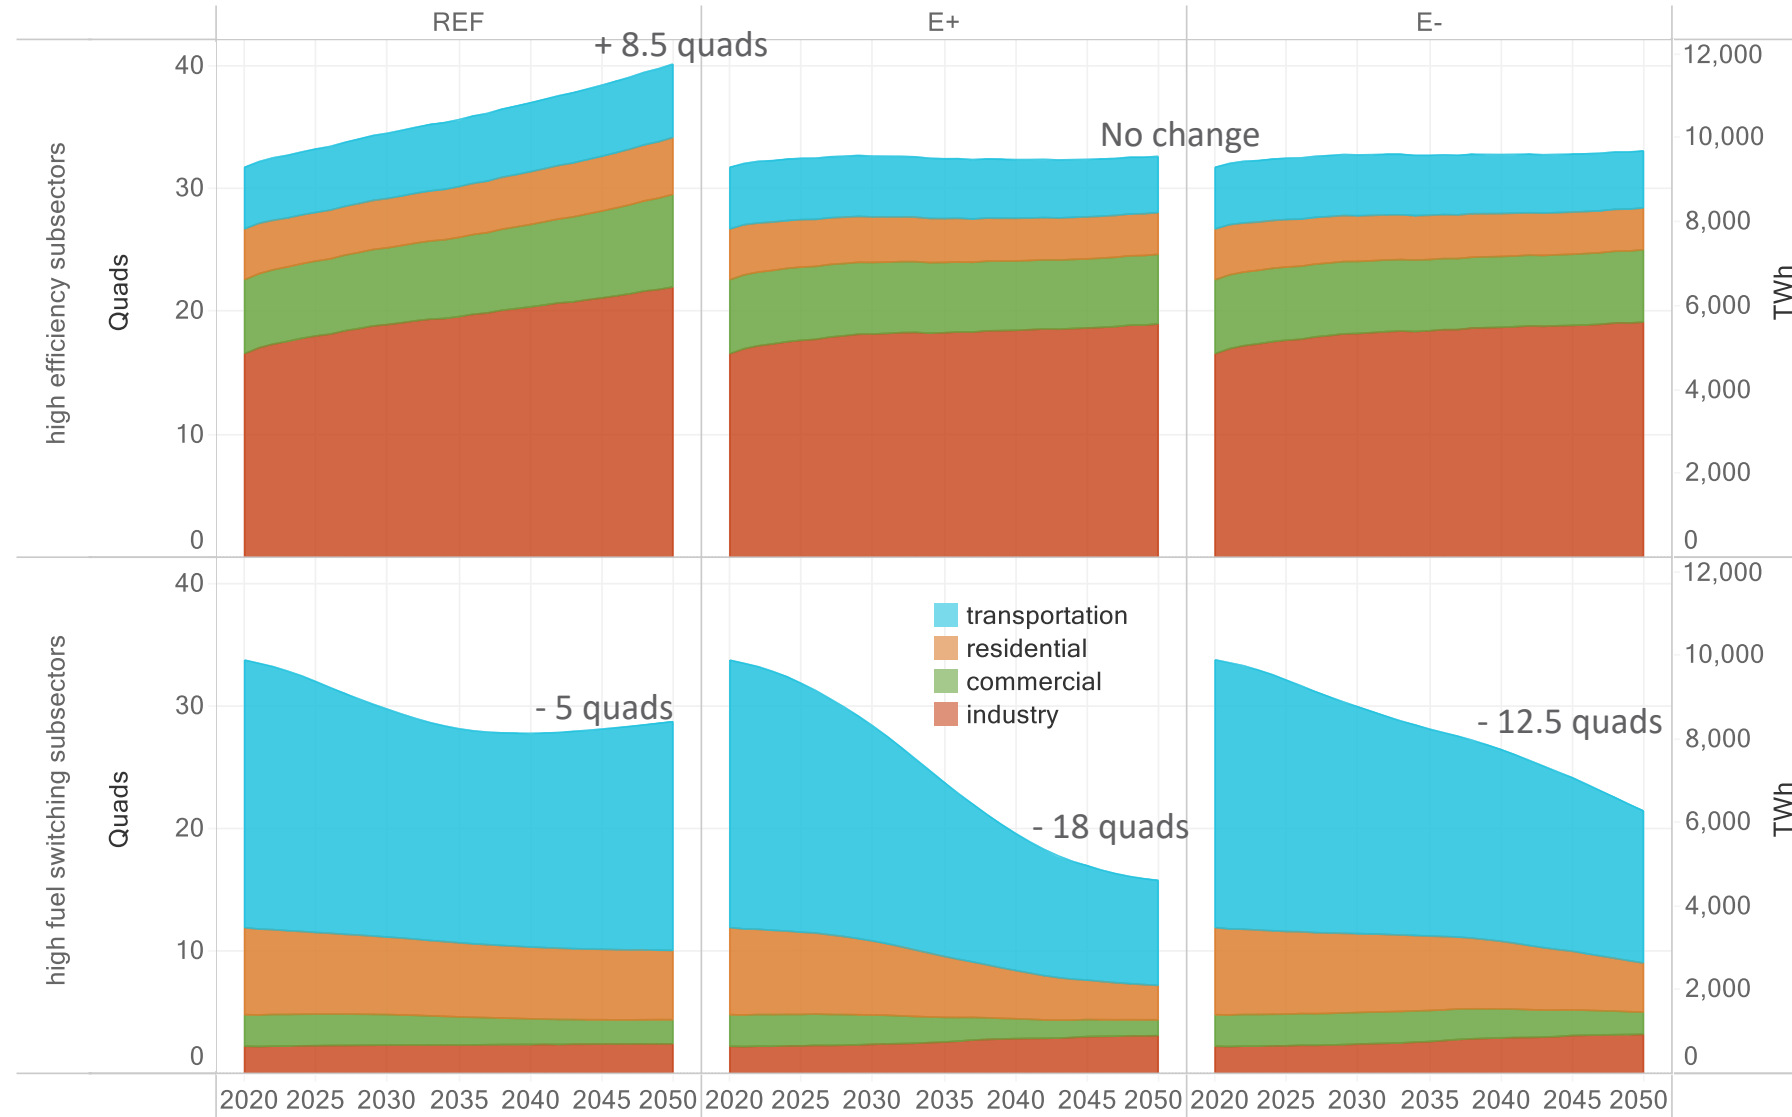 REF E+ E-
+ 8.5 quads
No change
high efficiency subsectors
Quads
40
30
20
10
0
12,000
10,000
8,000
6,000
4,000
2,000
0
TWh
high fuel switching subsectors
Quads
40
30
20
10
0
transportation
residential
commercial
industry
- 5 quads
- 18 quads
- 12.5 quads
12,000
10,000
8,000
6,000
4,000
2,000
0
TWh
2020 2025 2030 2035 2040 2045 2050 2020 2025 2030 2035 2040 2045 2050 2020 2025 2030 2035 2040 2045 2050